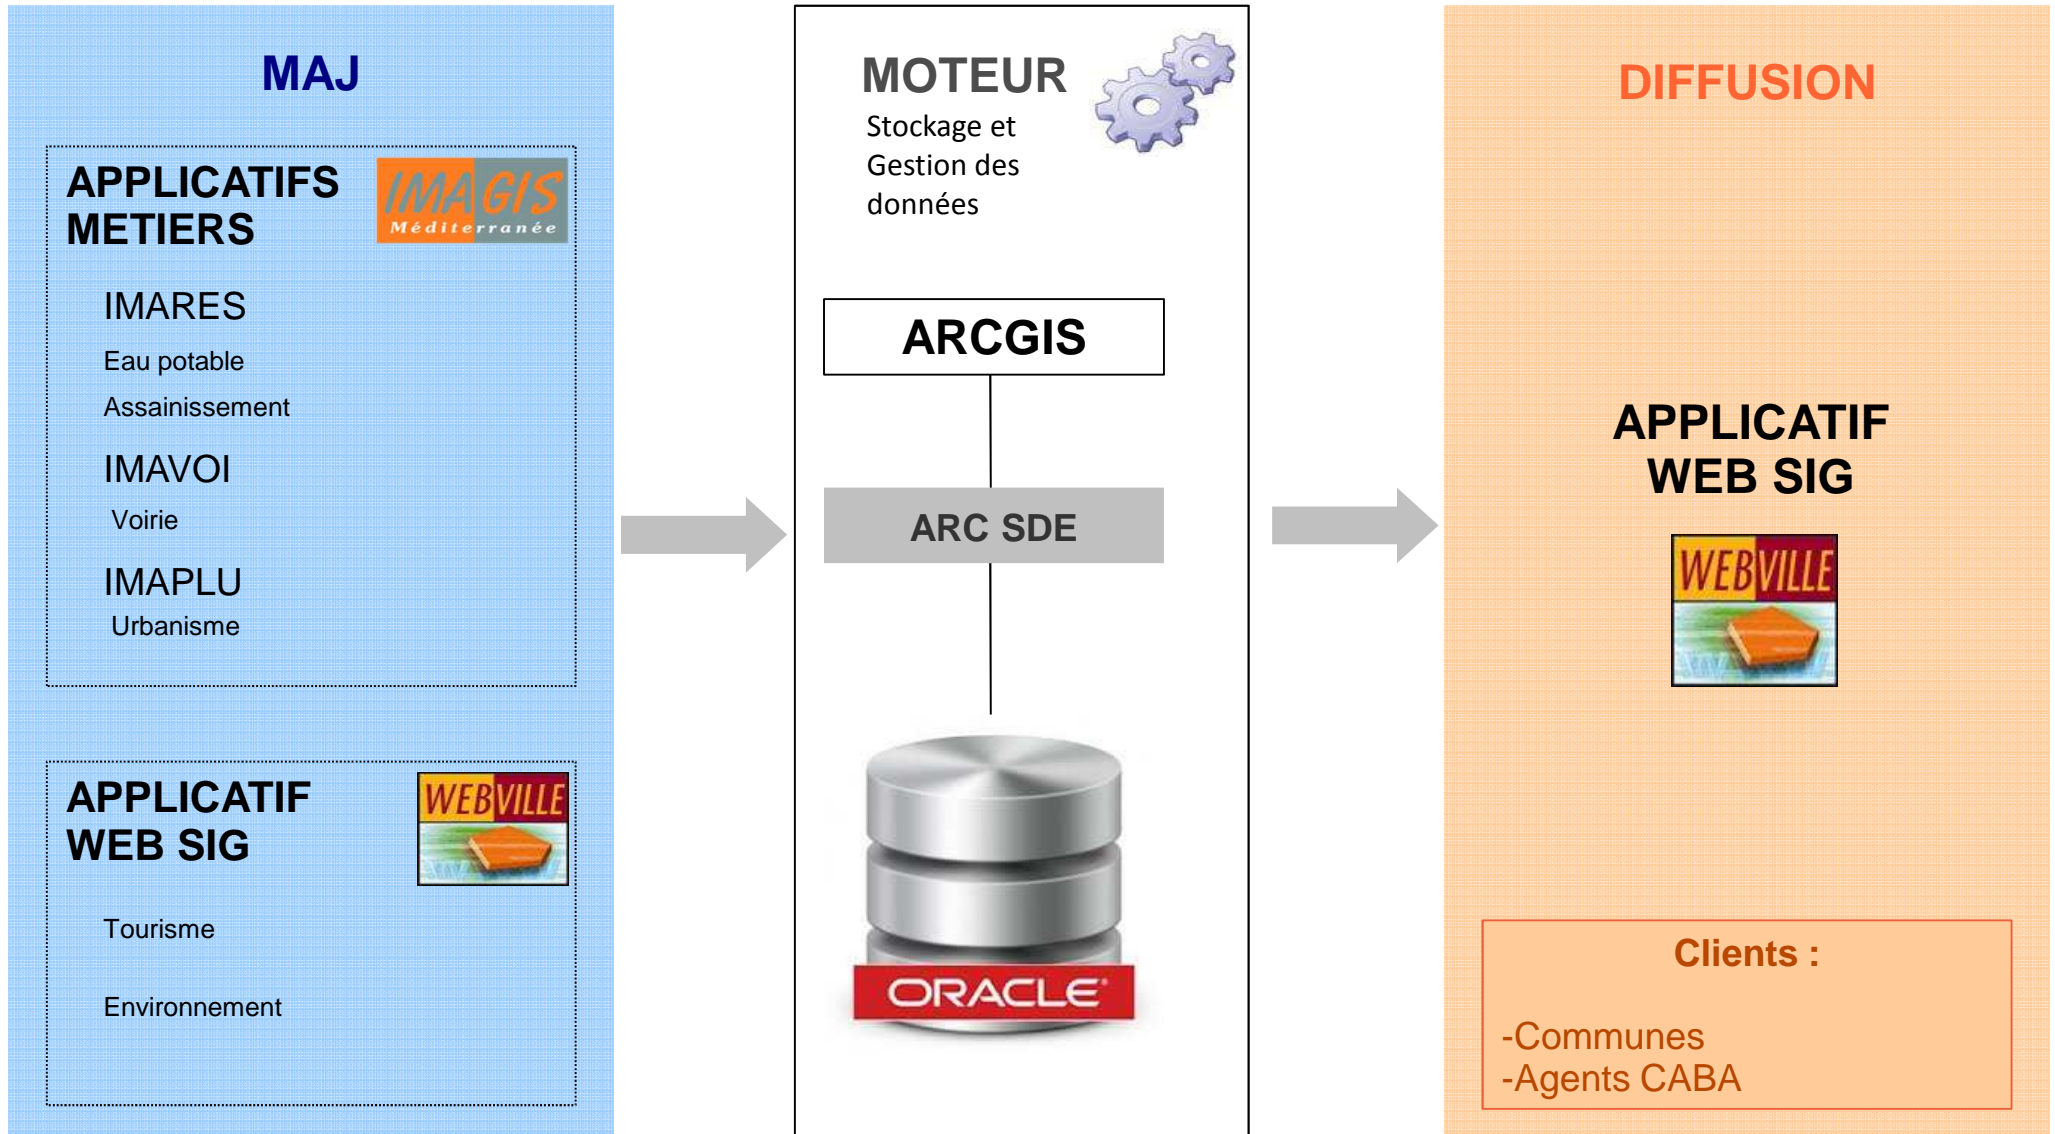 MAJ
APPLICATIFS
METIERS
IMAGIS
Méditerranée
IMARES
Eau potable
Assainissement
IMAVOI
Voirie
IMAPLU
Urbanisme
APPLICATIF
WEB SIG
WEBVILLE
Tourisme
Environnement
MOTEUR
Stockage et
Gestion des
données
ARCGIS
ARC SDE
ORACLE
DIFFUSION
APPLICATIF
WEB SIG
WEBVILLE
Clients :
-Communes
-Agents CABA